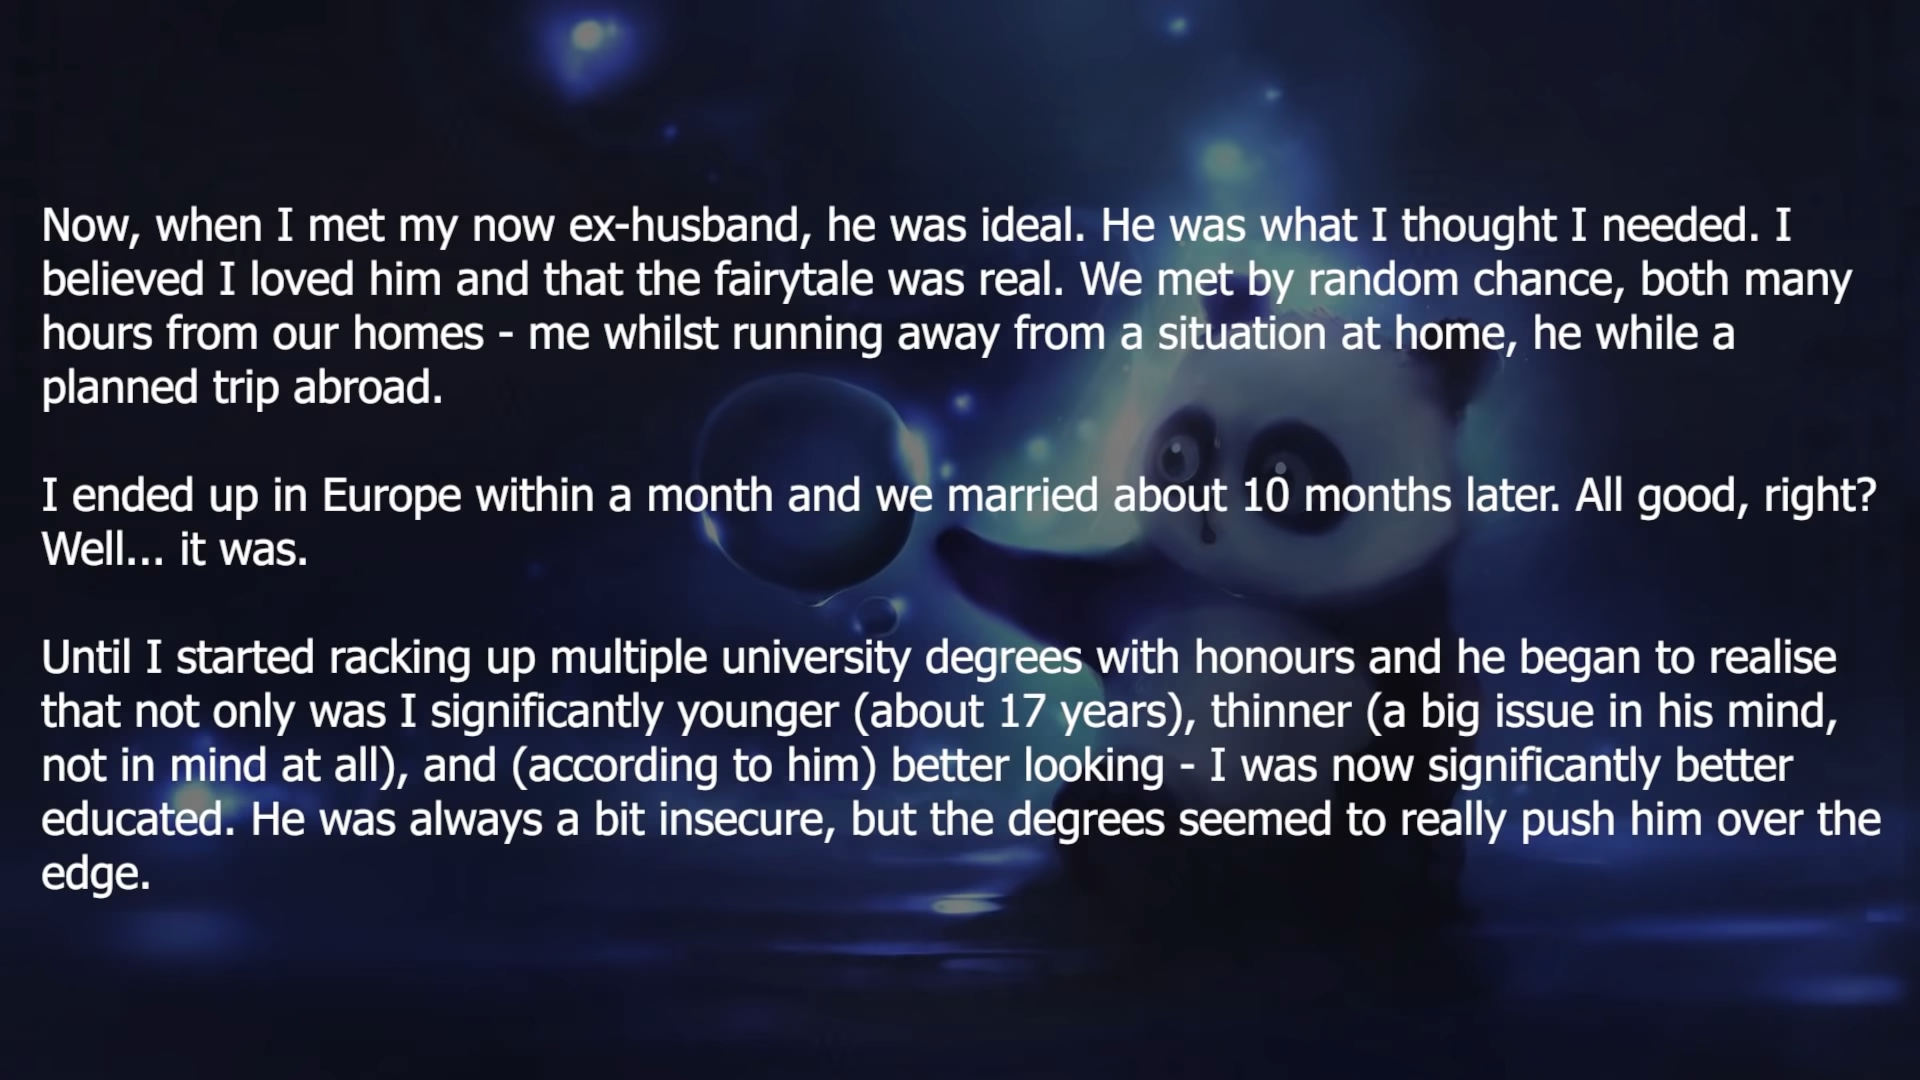 Now, when I met my now ex-husband, he was ideal. He was what I thought I needed. I
believed I loved him and that the fairytale was real. We met by random chance, both many
hours from our homes - me whilst running away from a situation at home, he while a
planned trip abroad.
I ended up in Europe within a month and we married about 10 months later. All good, right?
Well... it was.
Until I started racking up multiple university degrees with honours and he began to realise
that not only was I significantly younger (about 17 years), thinner (a big issue in his mind,
not in mind at all), and (according to him) better looking - I was now significantly better
educated. He was always a bit insecure, but the degrees seemed to really push him over the
edge.